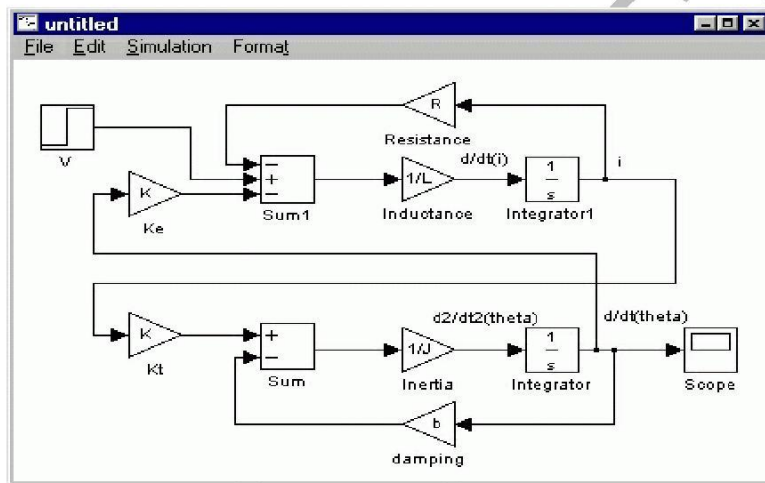 untitled
File Edit Simulation Format
R
Resistance
V
K
Ke
−
+
−
Sum1
1/L
Inductance
d/dt(i)
1
s
Integrator1
i
K
Kt
+
−
Sum
1/J
Inertia
d2/dt2(theta)
1
s
Integrator
d/dt(theta)
Scope
b
damping